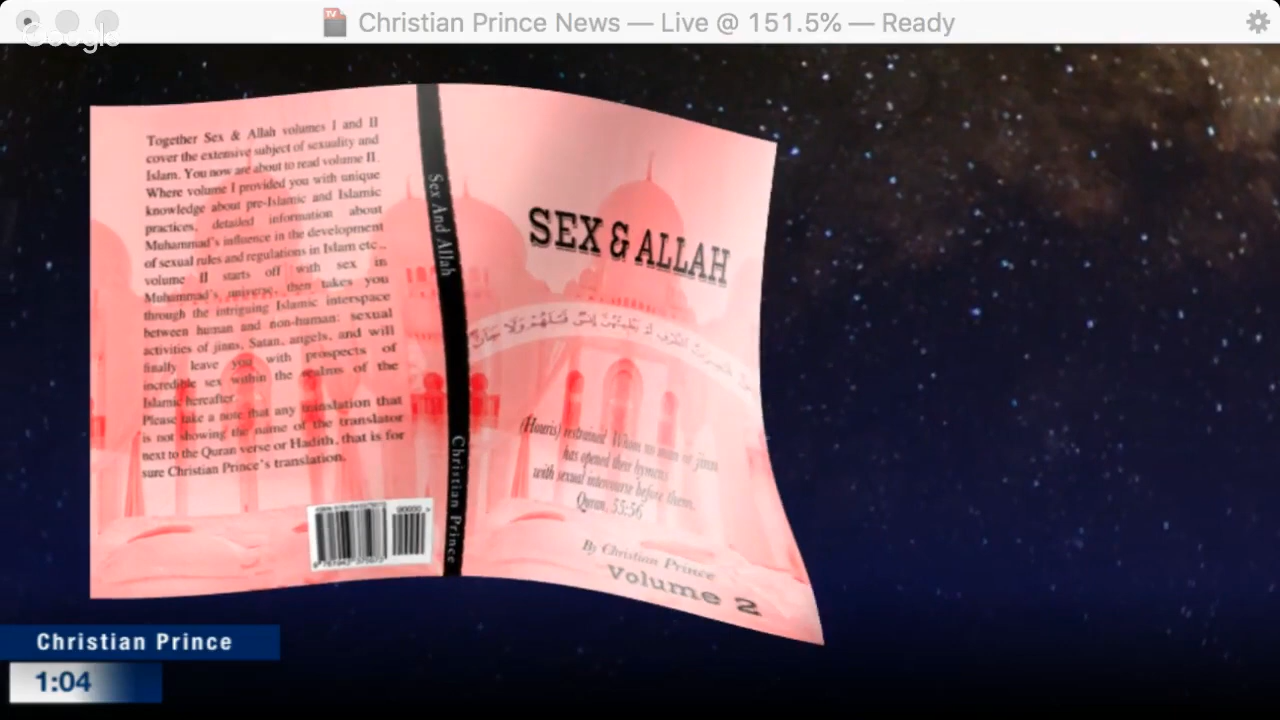 Christian Prince News — Live @ 151.5% — Ready
Google
Together Sex & Allah volumes I and II
cover the extensive subject of sexuality and
Islam. You now are about to read volume II.
Where volume I provided you with unique
knowledge about pre-Islamic and Islamic
practices, detailed information about
Muhammad's influence in the development
of sexual rules and regulations in Islam etc..
volume II starts off with sex in
Muhammad's universe, then takes you
through the intriguing Islamic interspace
between human and non-human: sexual
activities of jinns, Satan, angels, and will
finally leave you with prospects of
incredible sex within the realms of the
Islamic hereafter.
Please take a note that any translation that
is not showing the name of the translator
next to the Quran verse or Hadith, that is for
sure Christian Prince's translation.
Sex And Allah
Christian Prince
SEX & ALLAH
(Houris) restrained. Whom no man or jinn
has opened their hymens
with sexual intercourse before them.
Quran, 55:56
By Christian Prince
Volume 2
Christian Prince
1:04